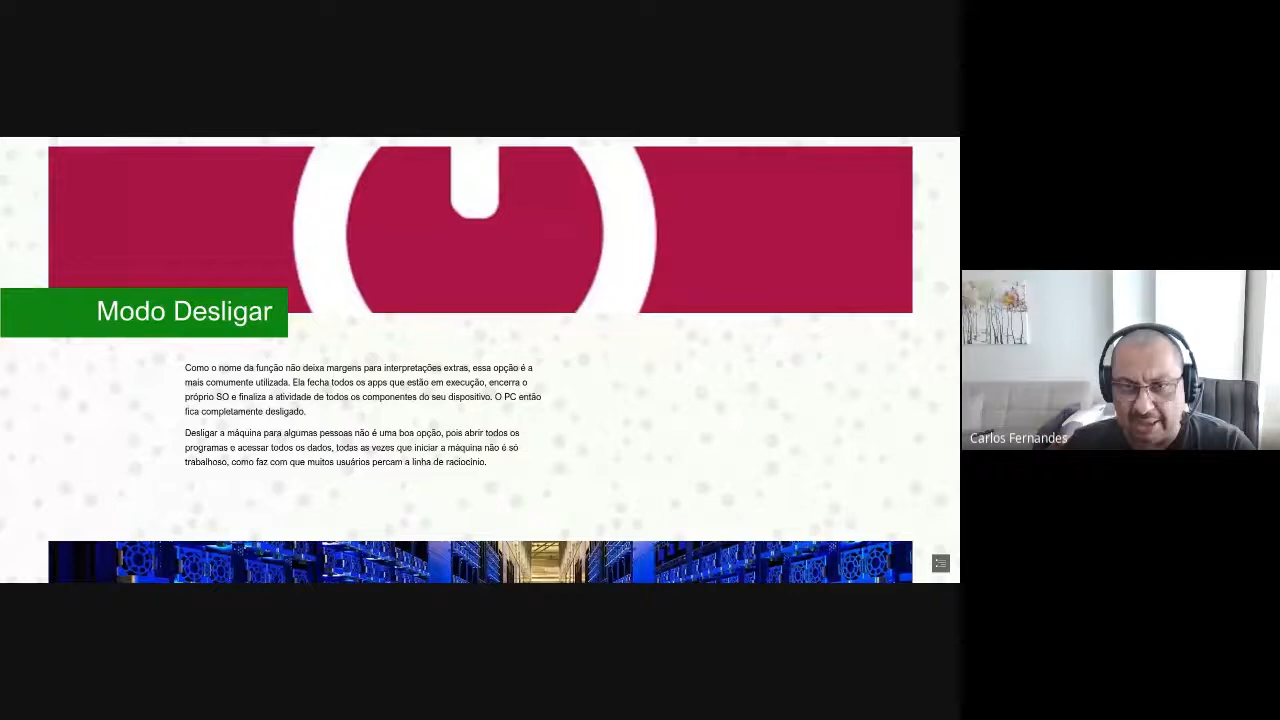 Modo Desligar
Como o nome da função não deixa margens para interpretações extras, essa opção é a
mais comumente utilizada. Ela fecha todos os apps que estão em execução, encerra o
próprio SO e finaliza a atividade de todos os componentes do seu dispositivo. O PC então
fica completamente desligado.
Desligar a máquina para algumas pessoas não é uma boa opção, pois abrir todos os
programas e acessar todos os dados, todas as vezes que iniciar a máquina não é só
trabalhoso, como faz com que muitos usuários percam a linha de raciocínio.
Carlos Fernandes